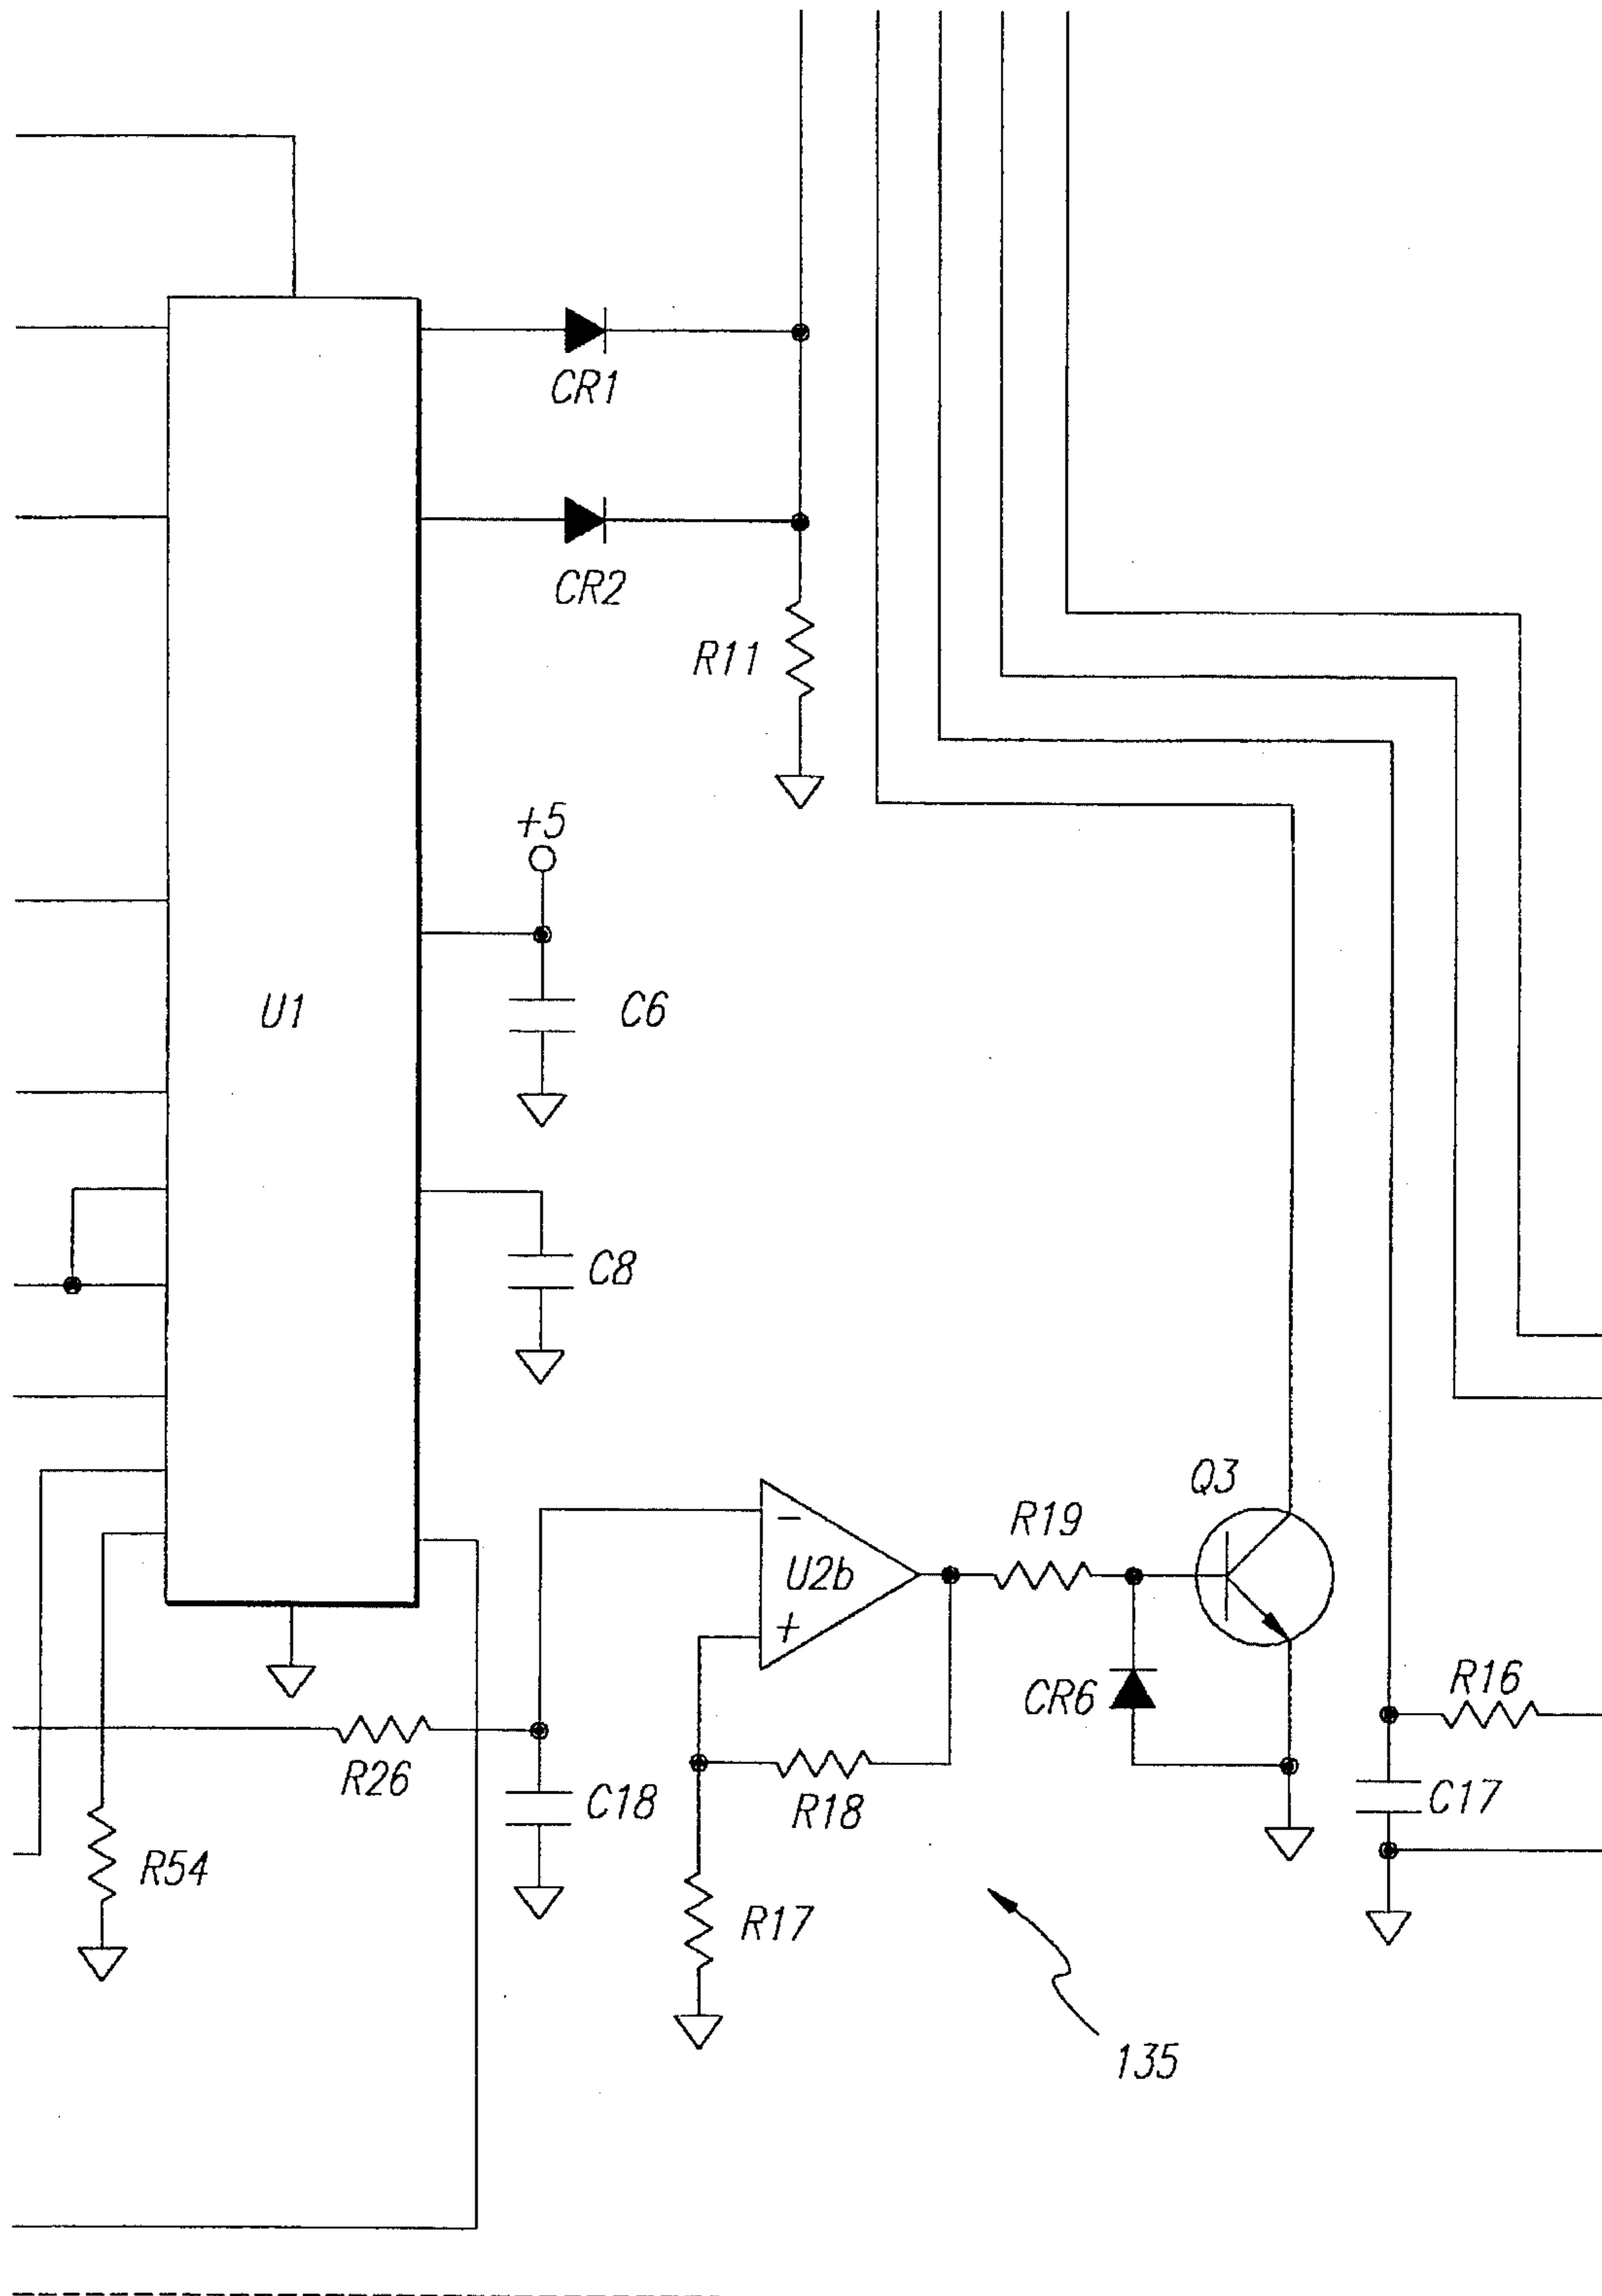 CR1
CR2
R11
+5
U1
C6
C8
Q3
R19
-
U2b
+
CR6
R16
R26
C18
R18
C17
R54
R17
135